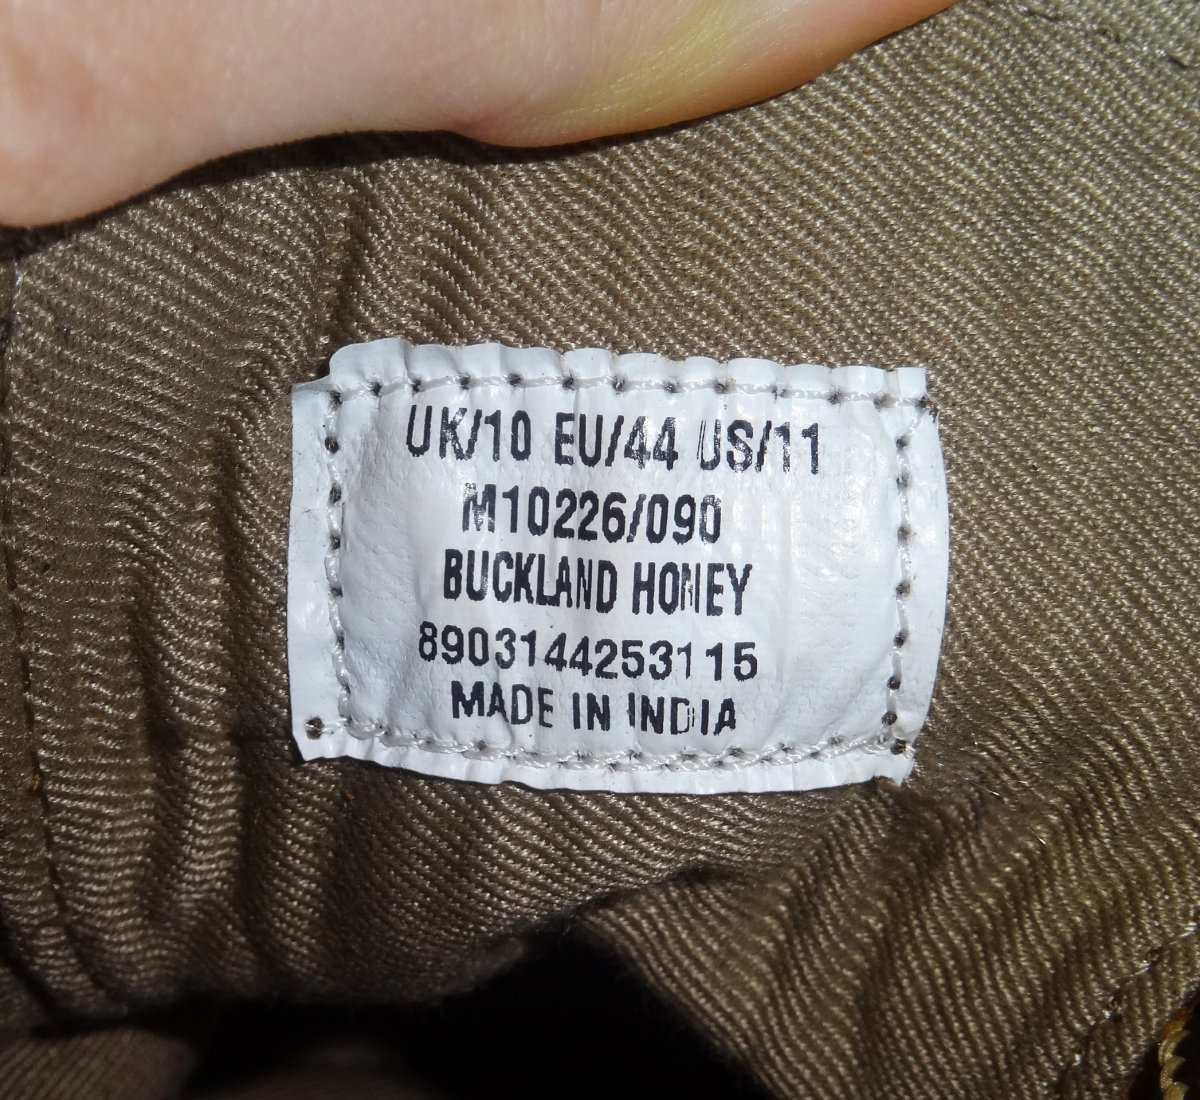 UK/10 EU/44 US/11
M10226/090
BUCKLAND HONEY
8903144253115
MADE IN INDIA